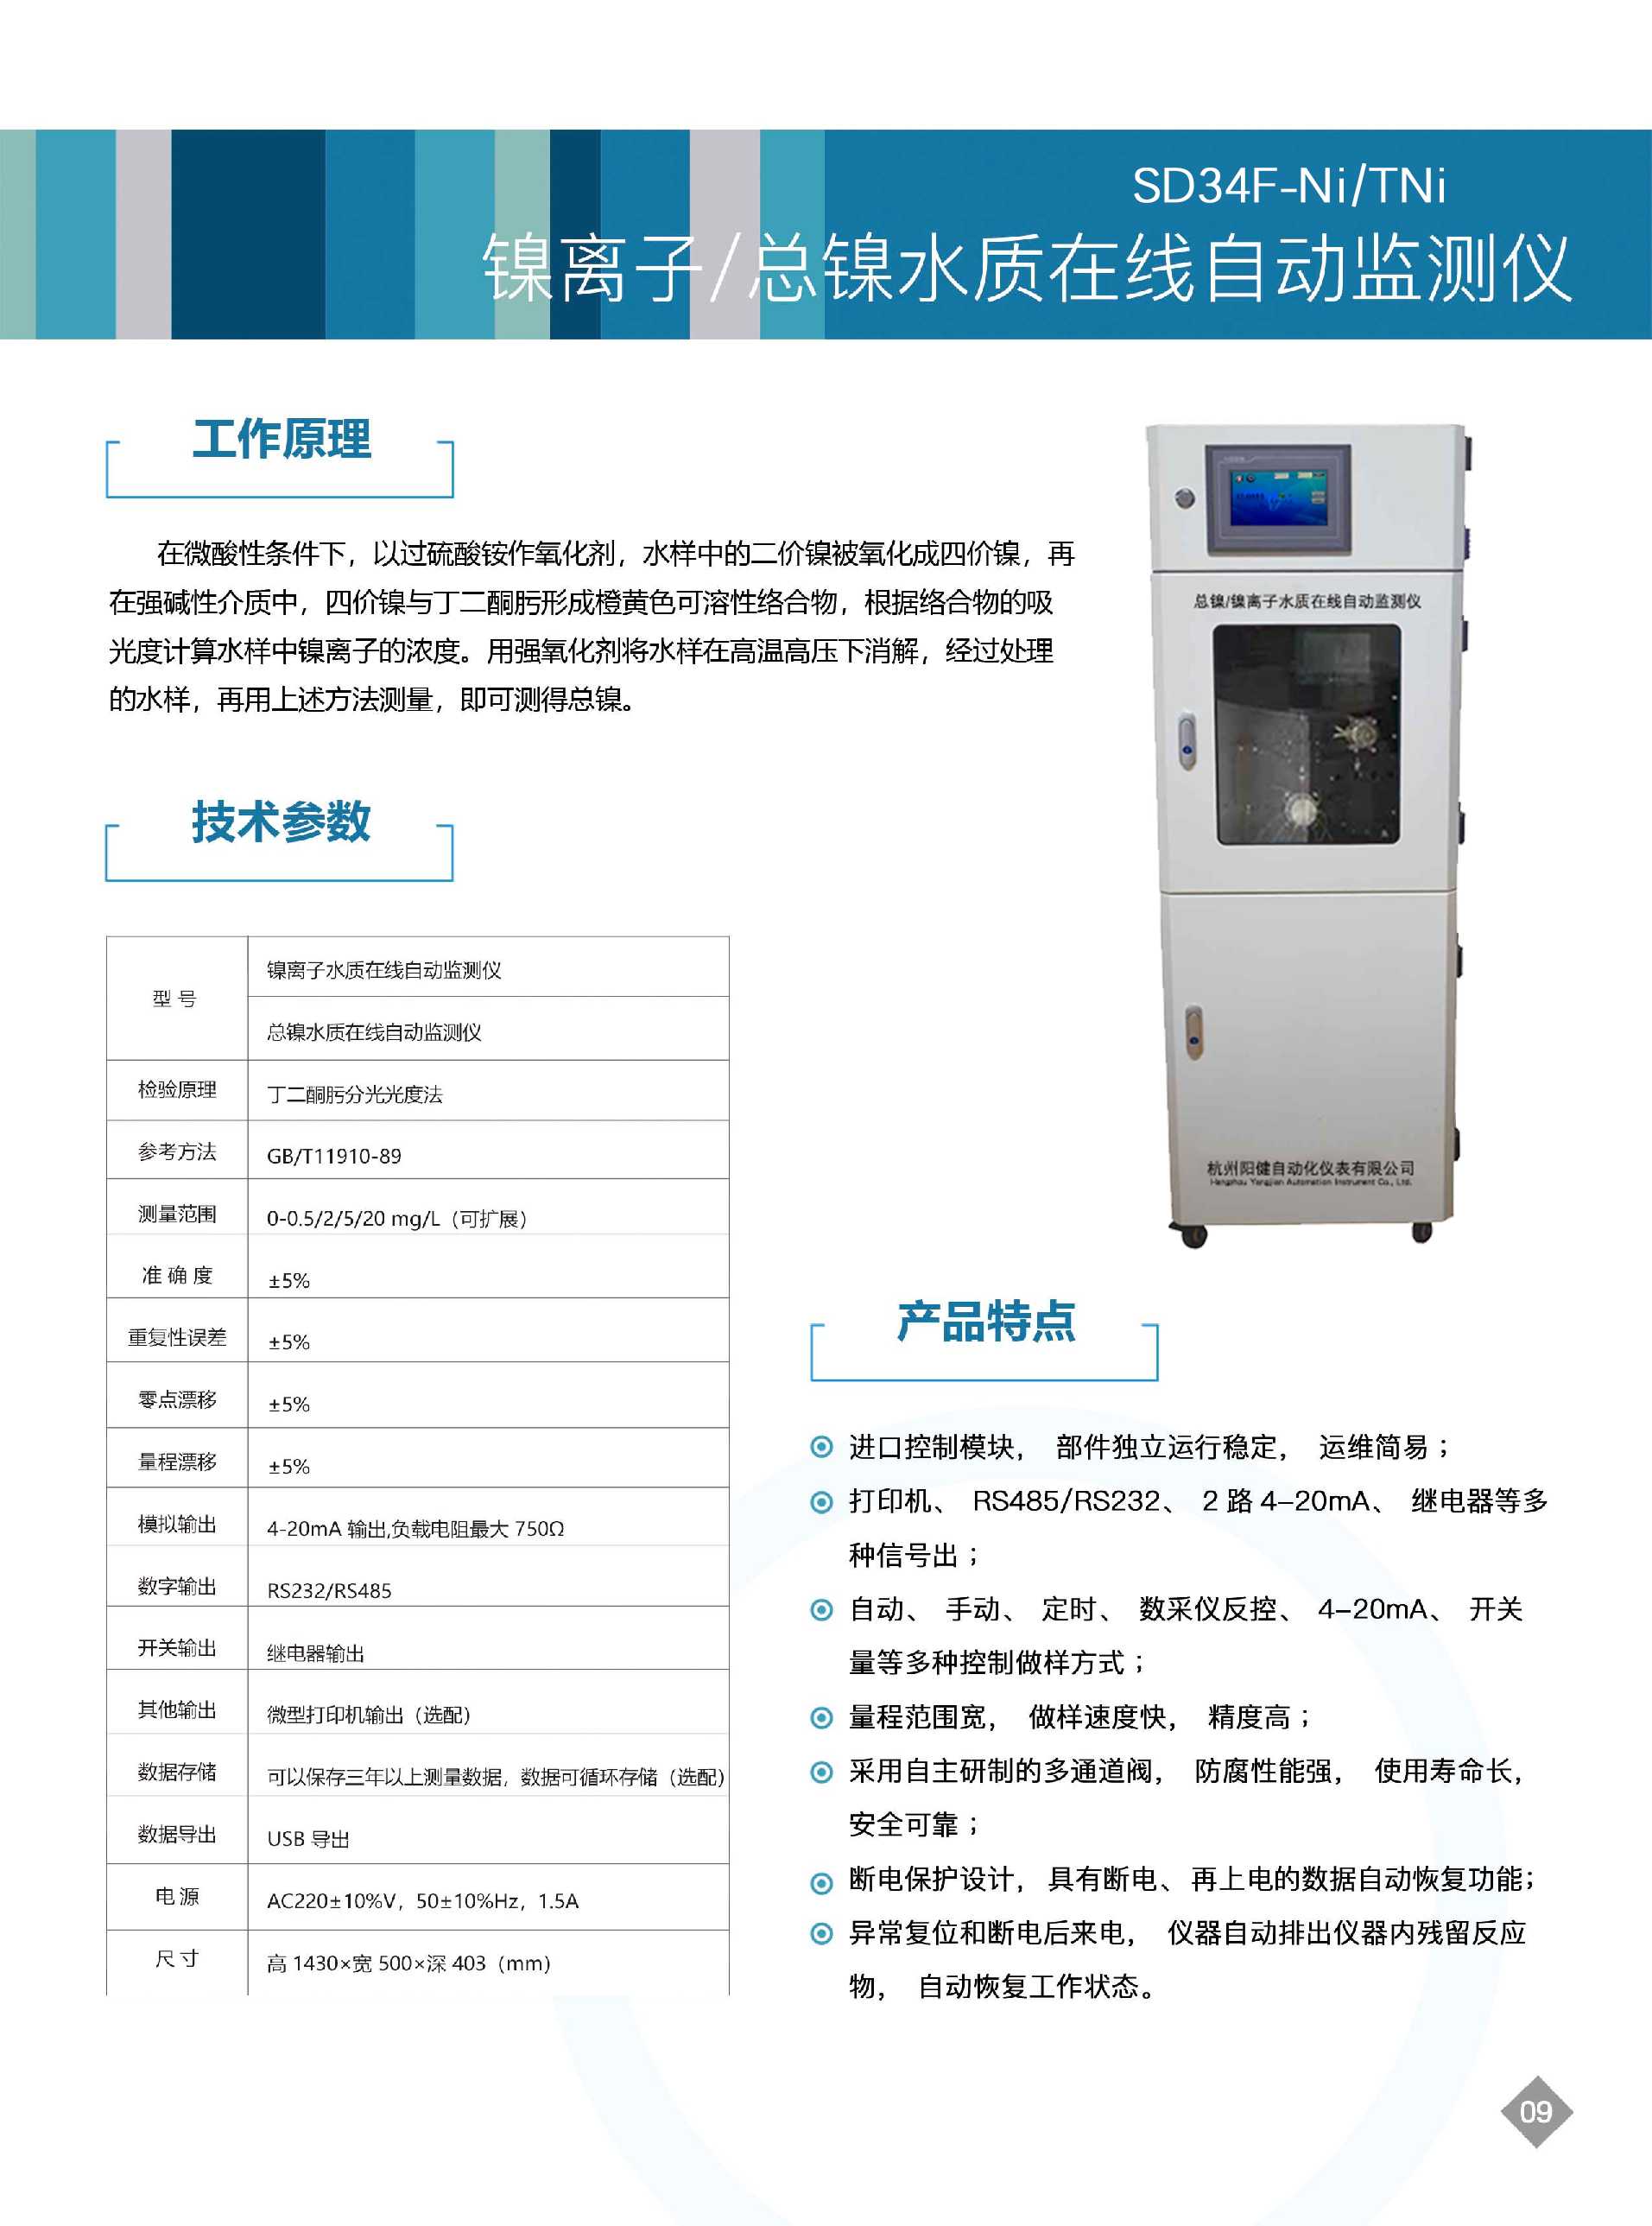 SD34F-Ni/TNi
镍离子/总镍水质在线自动监测仪
工作原理
在微酸性条件下，以过硫酸铵作氧化剂，水样中的二价镍被氧化成四价镍，再
在强碱性介质中，四价镍与丁二酮肟形成橙黄色可溶性络合物，根据络合物的吸
光度计算水样中镍离子的浓度。用强氧化剂将水样在高温高压下消解，经过处理
的水样，再用上述方法测量，即可测得总镍。
总镍/镍离子水质在线自动监测仪
杭州阳健自动化仪表有限公司
Hangzhou Yangjian Automation Instrument Co., Ltd.
技术参数
型 号
镍离子水质在线自动监测仪
总镍水质在线自动监测仪
检验原理 丁二酮肟分光光度法
参考方法 GB/T11910-89
测量范围 0-0.5/2/5/20 mg/L（可扩展）
准 确 度 ±5%
重复性误差 ±5%
零点漂移 ±5%
量程漂移 ±5%
模拟输出 4-20mA 输出,负载电阻最大 750Ω
数字输出 RS232/RS485
开关输出 继电器输出
其他输出 微型打印机输出（选配）
数据存储 可以保存三年以上测量数据，数据可循环存储（选配）
数据导出 USB 导出
电 源 AC220±10%V，50±10%Hz，1.5A
尺 寸 高 1430×宽 500×深 403（mm）
产品特点
进口控制模块， 部件独立运行稳定， 运维简易；
打印机、 RS485/RS232、 2 路 4-20mA、 继电器等多
种信号出；
自动、 手动、 定时、 数采仪反控、 4-20mA、 开关
量等多种控制做样方式；
量程范围宽， 做样速度快， 精度高；
采用自主研制的多通道阀， 防腐性能强， 使用寿命长，
安全可靠；
断电保护设计，具有断电、再上电的数据自动恢复功能；
异常复位和断电后来电， 仪器自动排出仪器内残留反应
物， 自动恢复工作状态。
09